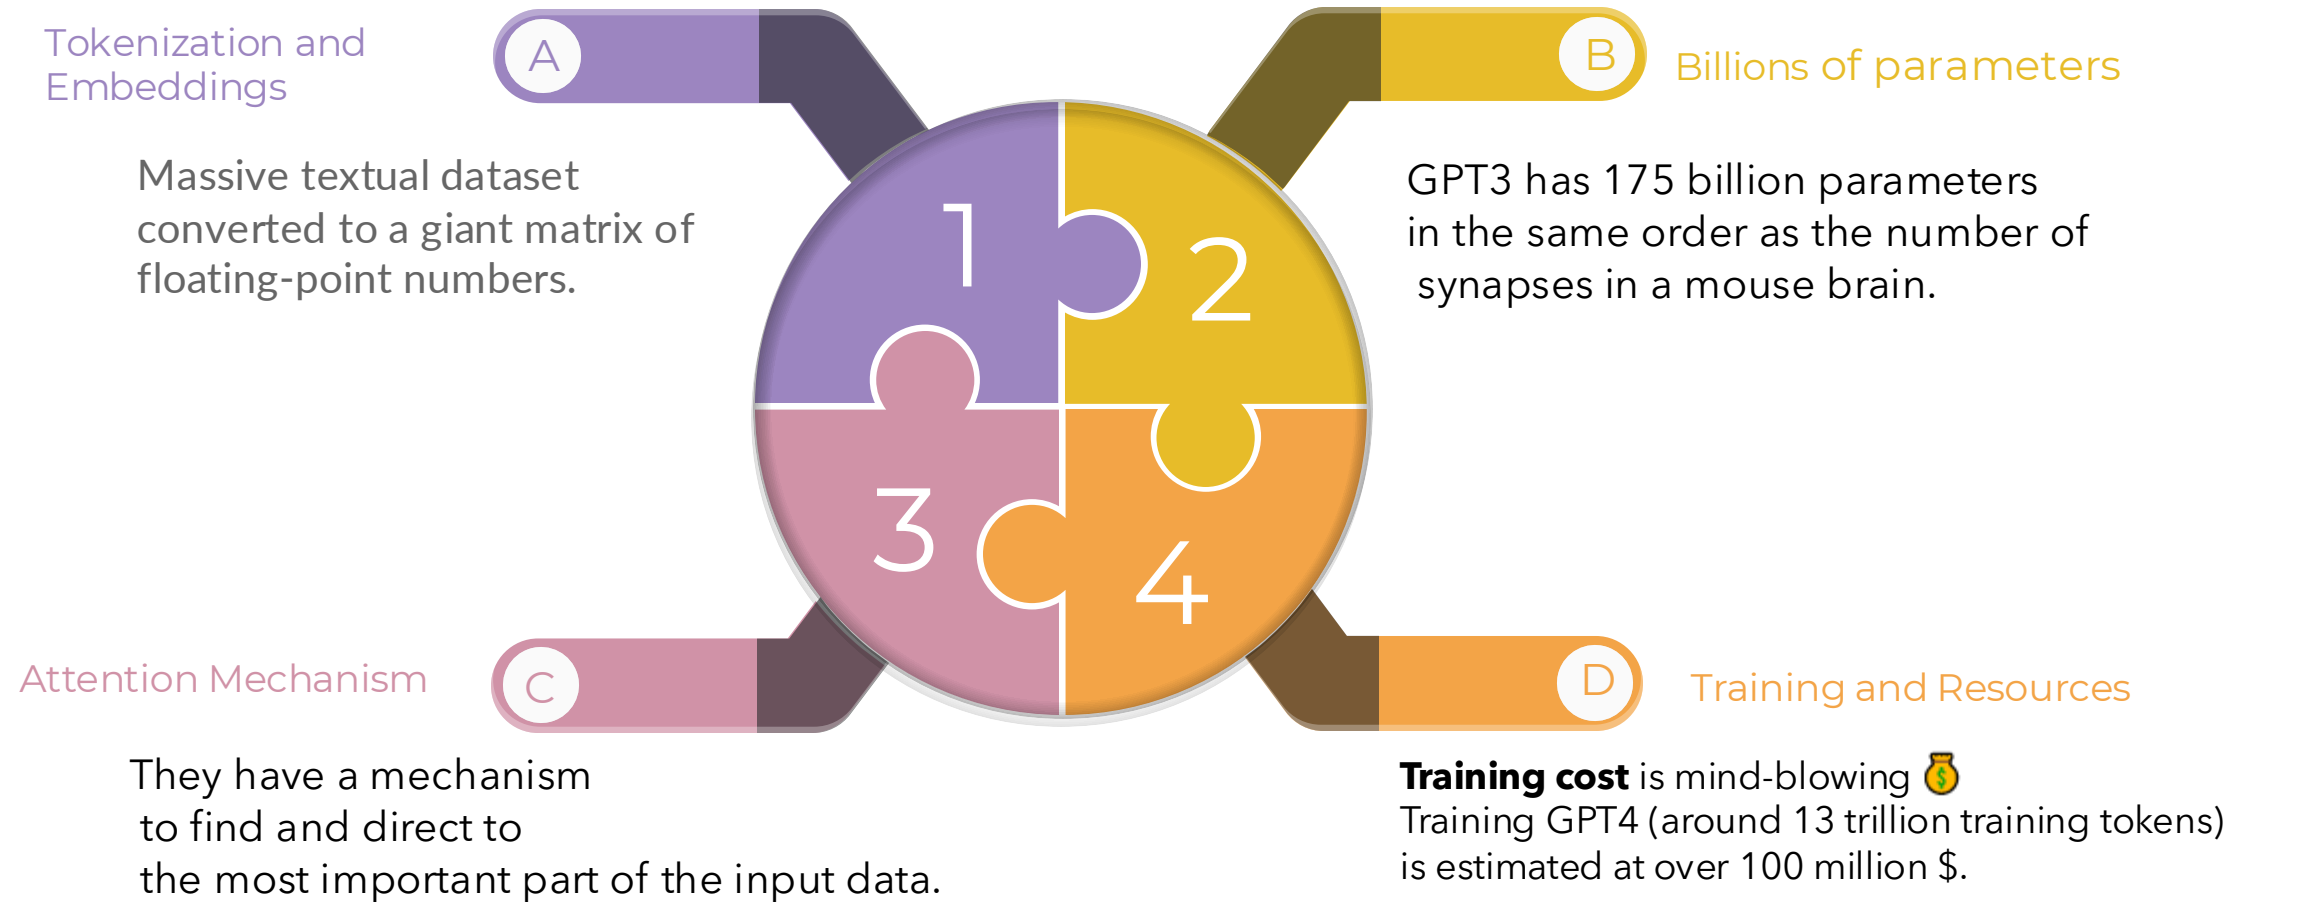 Tokenization and
Embeddings
A
Massive textual dataset
converted to a giant matrix of
floating-point numbers.
B
Billions of parameters
GPT3 has 175 billion parameters
in the same order as the number of
synapses in a mouse brain.
1
2
3
4
Attention Mechanism
C
They have a mechanism
to find and direct to
the most important part of the input data.
D
Training and Resources
Training cost is mind-blowing 💰
Training GPT4 (around 13 trillion training tokens)
is estimated at over 100 million $.